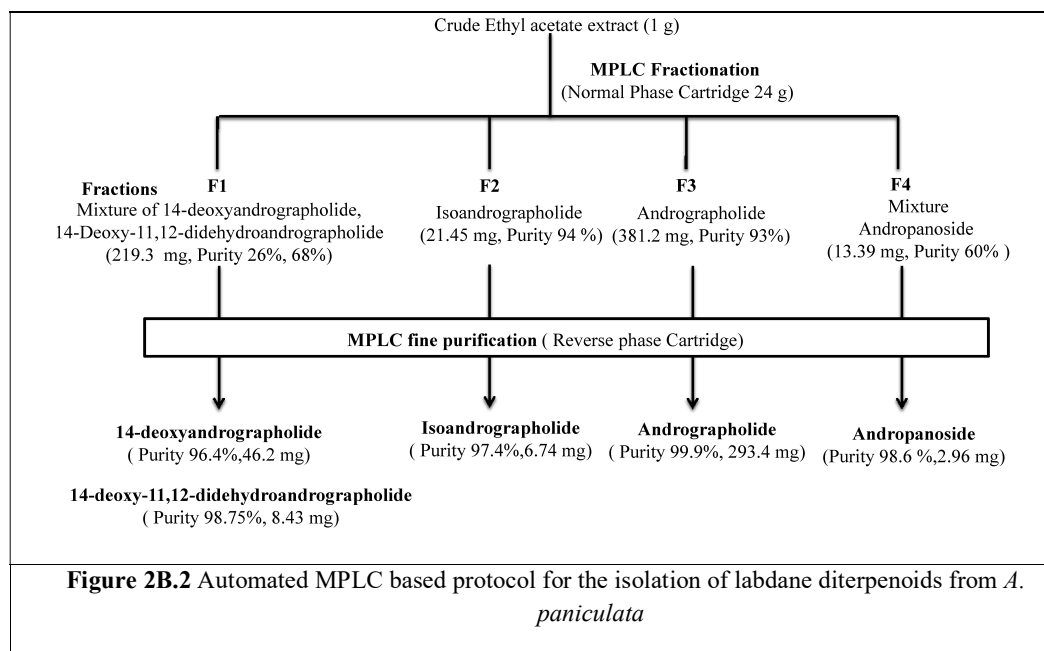 Crude Ethyl acetate extract (1 g)
MPLC Fractionation
(Normal Phase Cartridge 24 g)
Fractions
F1
Mixture of 14-deoxyandrographolide,
14-Deoxy-11,12-didehydroandrographolide
(219.3 mg, Purity 26%, 68%)
F2
Isoandrographolide
(21.45 mg, Purity 94 %)
F3
Andrographolide
(381.2 mg, Purity 93%)
F4
Mixture
Andropanoside
(13.39 mg, Purity 60% )
MPLC fine purification ( Reverse phase Cartridge)
14-deoxyandrographolide
( Purity 96.4%,46.2 mg)
14-deoxy-11,12-didehydroandrographolide
( Purity 98.75%, 8.43 mg)
Isoandrographolide
( Purity 97.4%,6.74 mg)
Andrographolide
( Purity 99.9%, 293.4 mg)
Andropanoside
(Purity 98.6 %,2.96 mg)
Figure 2B.2 Automated MPLC based protocol for the isolation of labdane diterpenoids from A.
paniculata